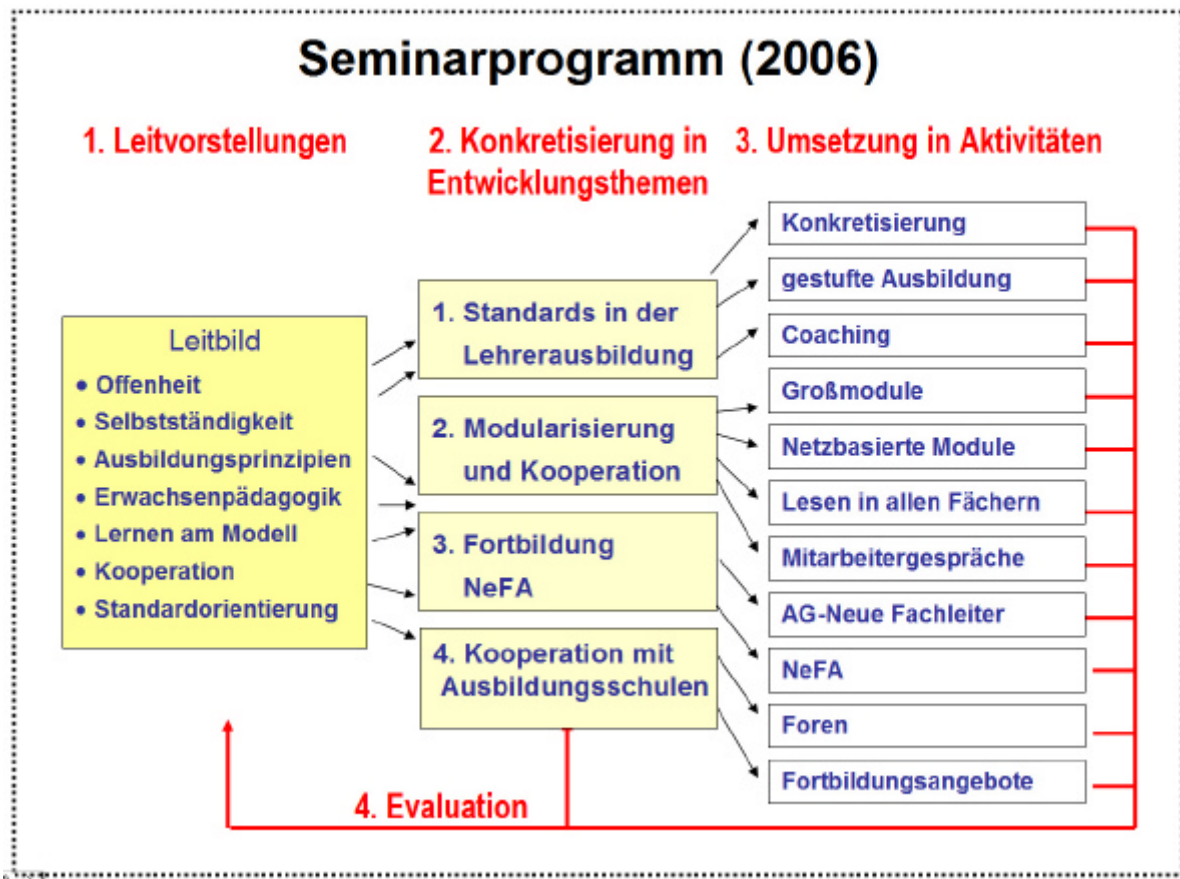 Seminarprogramm (2006)
1. Leitvorstellungen
2. Konkretisierung in
Entwicklungsthemen
3. Umsetzung in Aktivitäten
Leitbild
• Offenheit
• Selbstständigkeit
• Ausbildungsprinzipien
• Erwachsenpädagogik
• Lernen am Modell
• Kooperation
• Standardorientierung
1. Standards in der
Lehrerausbildung
2. Modularisierung
und Kooperation
3. Fortbildung
NeFA
4. Kooperation mit
Ausbildungsschulen
Konkretisierung
gestufte Ausbildung
Coaching
Großmodule
Netzbasierte Module
Lesen in allen Fächern
Mitarbeitergespräche
AG-Neue Fachleiter
NeFA
Foren
Fortbildungsangebote
4. Evaluation